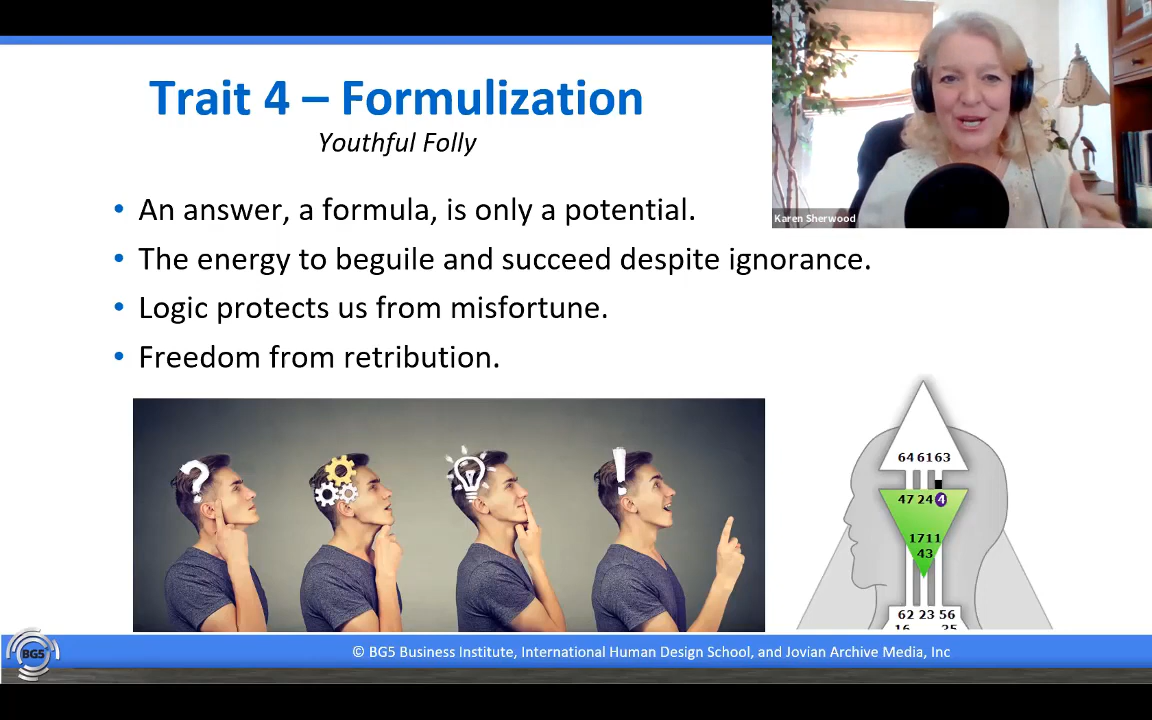 Trait 4 – Formulization
Youthful Folly
Karen Sherwood
• An answer, a formula, is only a potential.
• The energy to beguile and succeed despite ignorance.
• Logic protects us from misfortune.
• Freedom from retribution.
?
!
64 61 63
47 24 4
17 11
43
62 23 56
16 35
BG5
© BG5 Business Institute, International Human Design School, and Jovian Archive Media, Inc